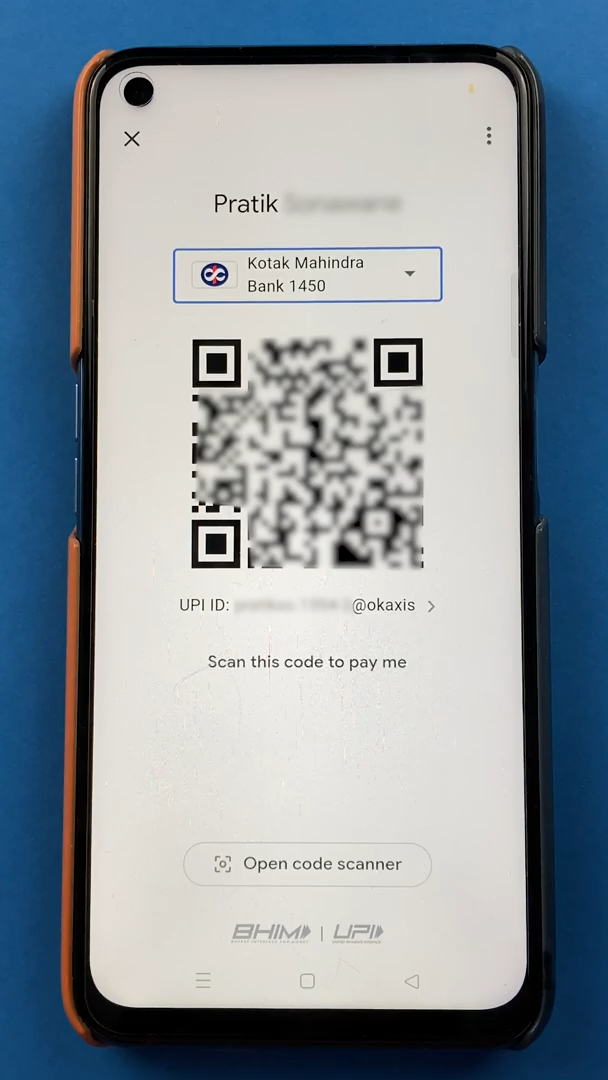 Pratik
Kotak Mahindra
Bank 1450
UPI ID: @okaxis
Scan this code to pay me
Open code scanner
BHIM | UPI